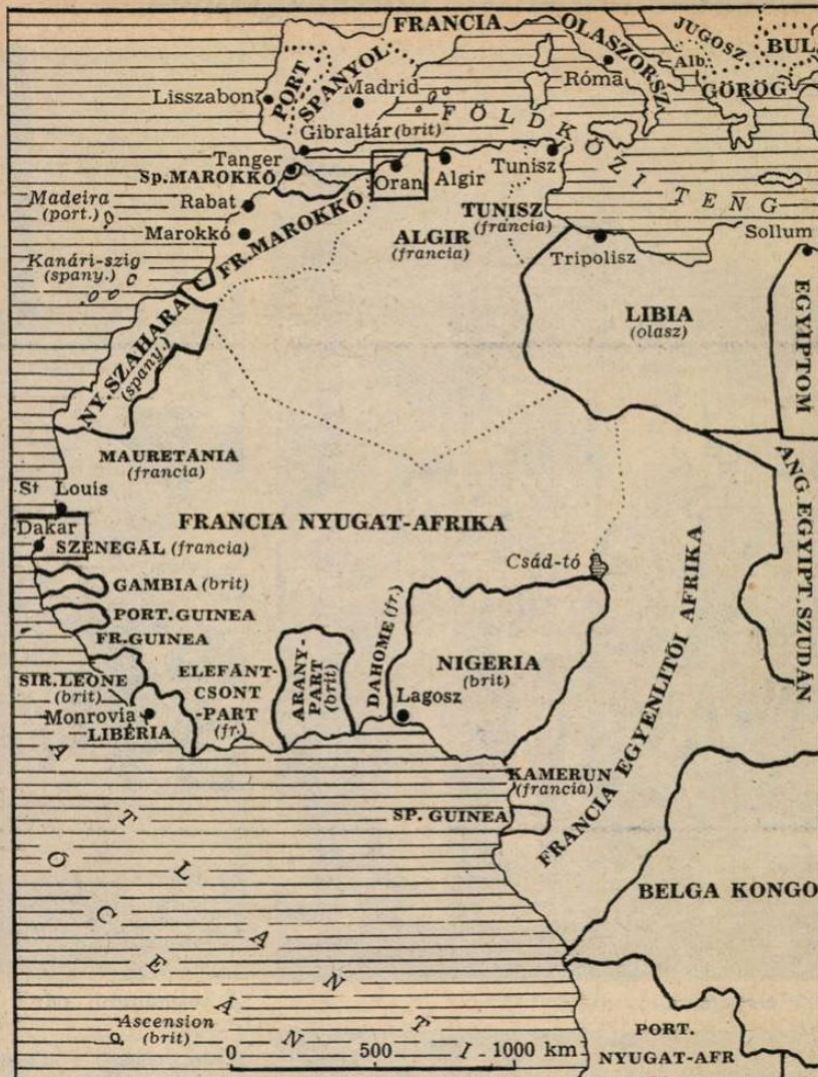 FRANCIA
OLASZORSZ
JUGOSZ
BUL
Alb.
GÖRÖG
PORT
SPANYOL
Madrid
Lisszabon
Róma
FÖLDKÖZI TENG
Gibraltár (brit)
Tanger
Sp. MAROKKÓ
Oran
Algir
Tunisz
Madeira
(port.)
Rabat
Marokkó
FR. MAROKKÓ
TUNISZ
(francia)
ALGIR
(francia)
Tripolisz
Sollum
Kanári-szig
(spany.)
NY. SZAHARA
(spany.)
LIBIA
(olasz)
EGYIPTOM
MAURETÁNIA
(francia)
St Louis
FRANCIA NYUGAT-AFRIKA
Dakar
SZENEGÁL (francia)
ANG. EGYIPT. SZUDÁN
Csád-tó
GAMBIA (brit)
PORT. GUINEA
FR. GUINEA
SIR. LEONE
(brit)
Monrovia
LIBÉRIA
ELEFÁNT-
CSONT
-PART
(fr.)
ARANY-
PART
(brit)
DAHOME (fr.)
NIGERIA
(brit)
Lagosz
FRANCIA EGYENLITŐI AFRIKA
KAMERUN
(francia)
SP. GUINEA
BELGA KONGO
ATLANTI
ÓCEÁN
Ascension
(brit)
PORT.
NYUGAT-AFR
0 500 1000 km